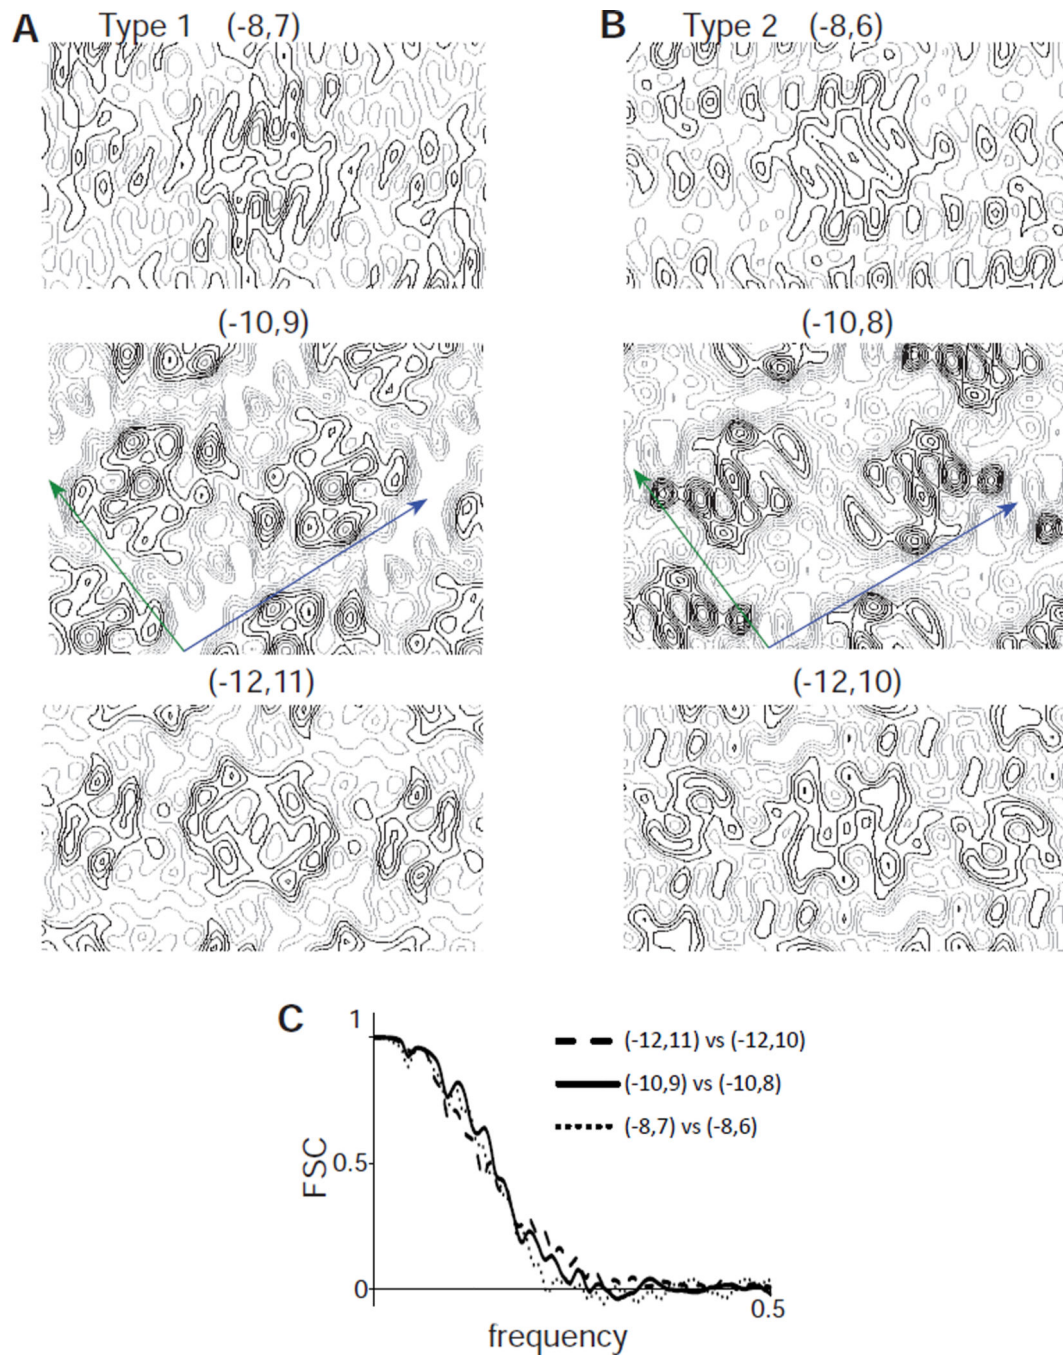 A Type 1 (-8,7)
B Type 2 (-8,6)
(-10,9)
(-10,8)
(-12,11)
(-12,10)
C
1
(-12,11) vs (-12,10)
(-10,9) vs (-10,8)
(-8,7) vs (-8,6)
FSC
0.5
0
0.5
frequency